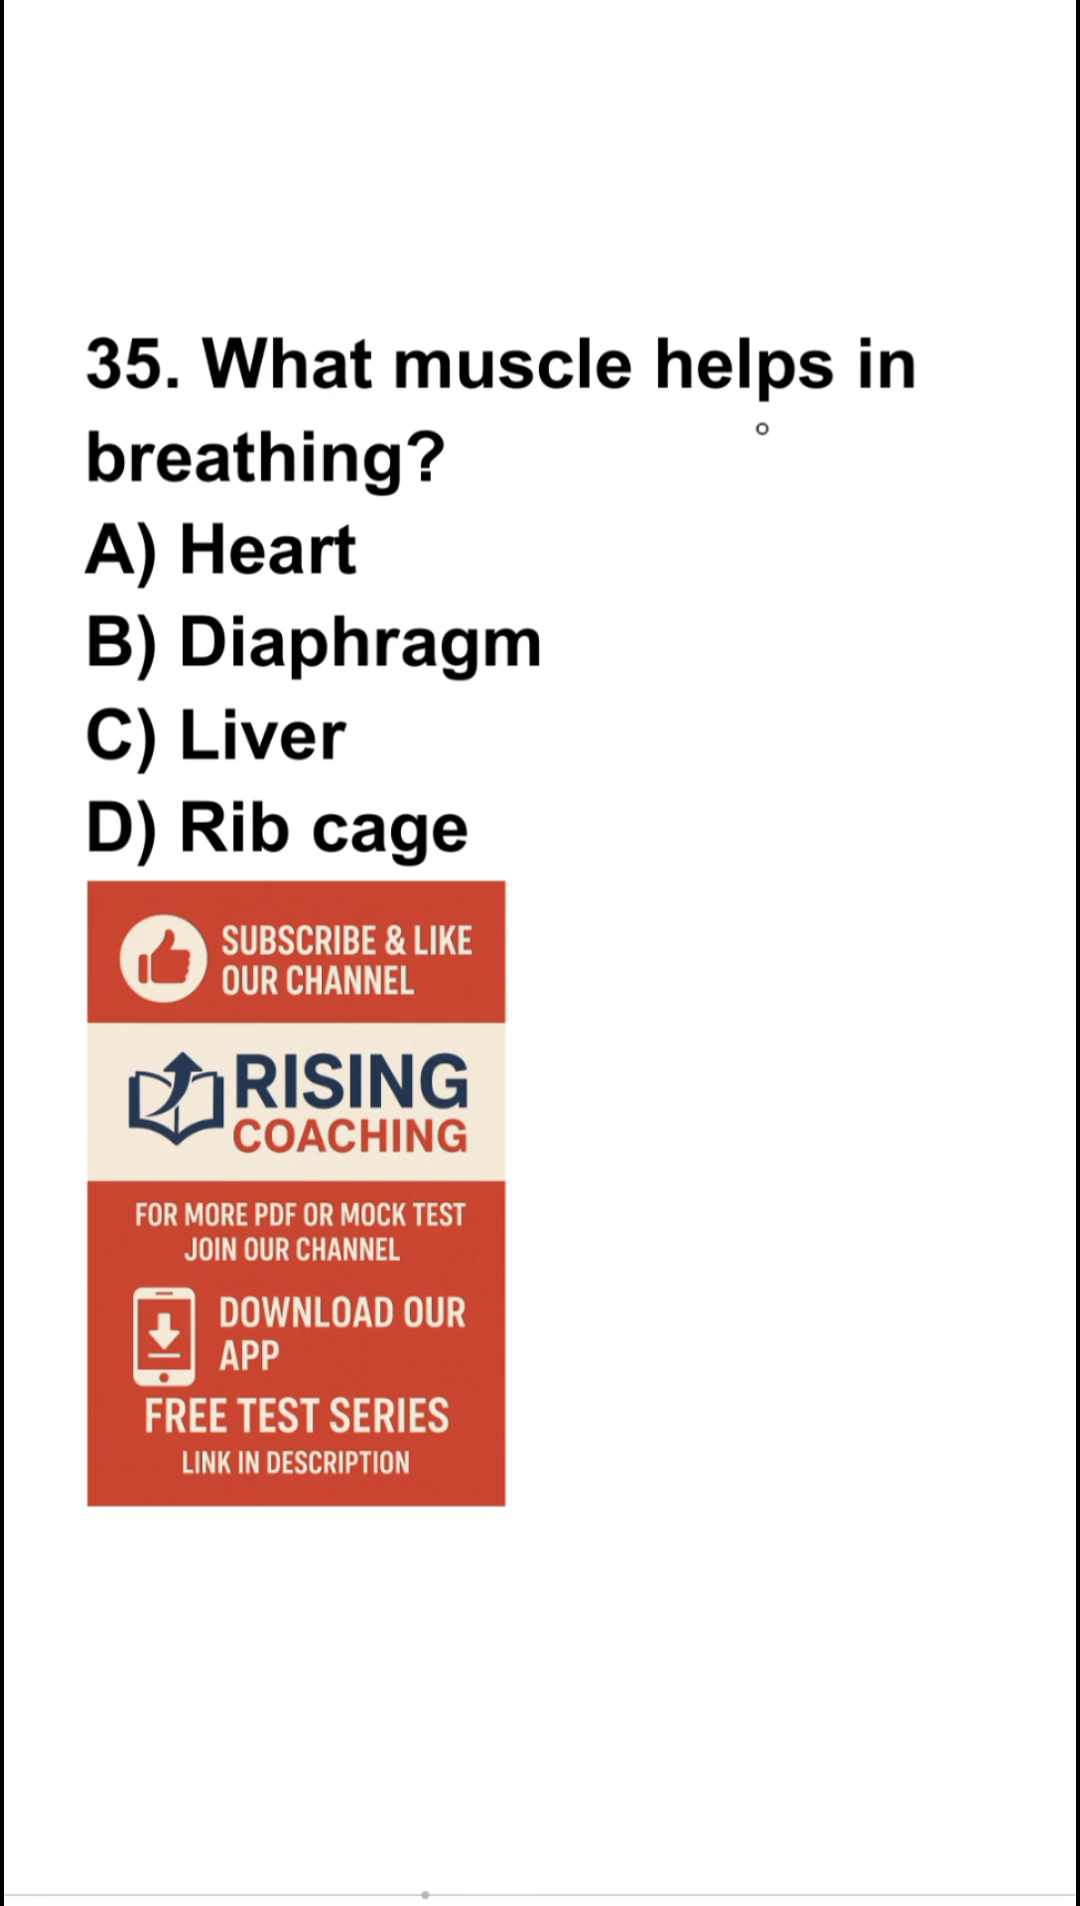 35. What muscle helps in
breathing?
A) Heart
B) Diaphragm
C) Liver
D) Rib cage
SUBSCRIBE & LIKE
OUR CHANNEL
RISING
COACHING
FOR MORE PDF OR MOCK TEST
JOIN OUR CHANNEL
DOWNLOAD OUR
APP
FREE TEST SERIES
LINK IN DESCRIPTION